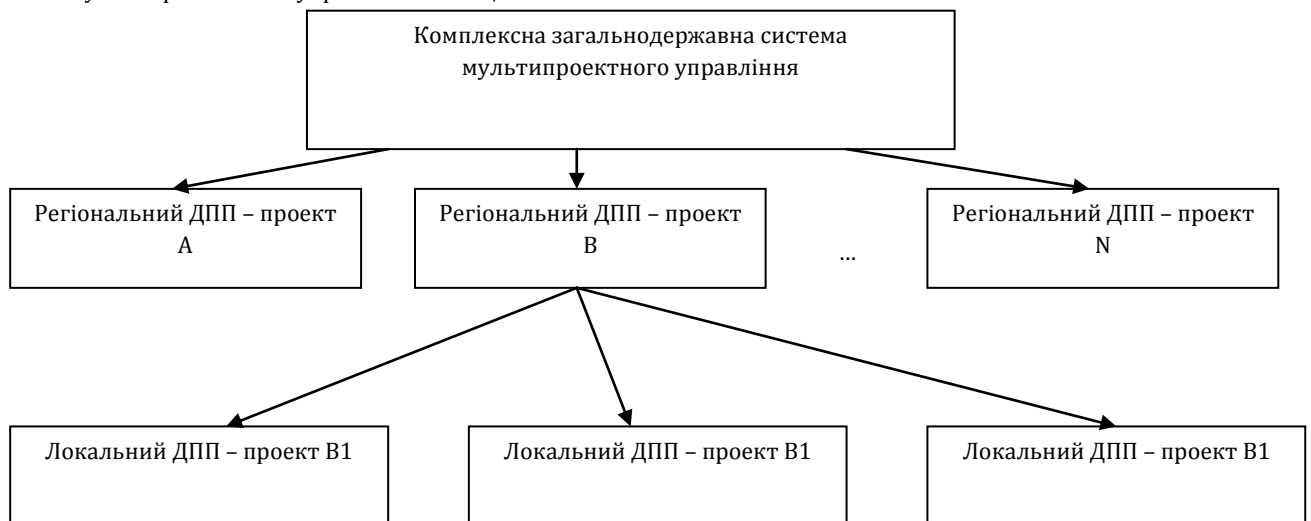 Комплексна загальнодержавна система
мультипроектного управління
Регіональний ДПП – проект
А
Регіональний ДПП – проект
В
...
Регіональний ДПП – проект
N
Локальний ДПП – проект В1
Локальний ДПП – проект В1
Локальний ДПП – проект В1